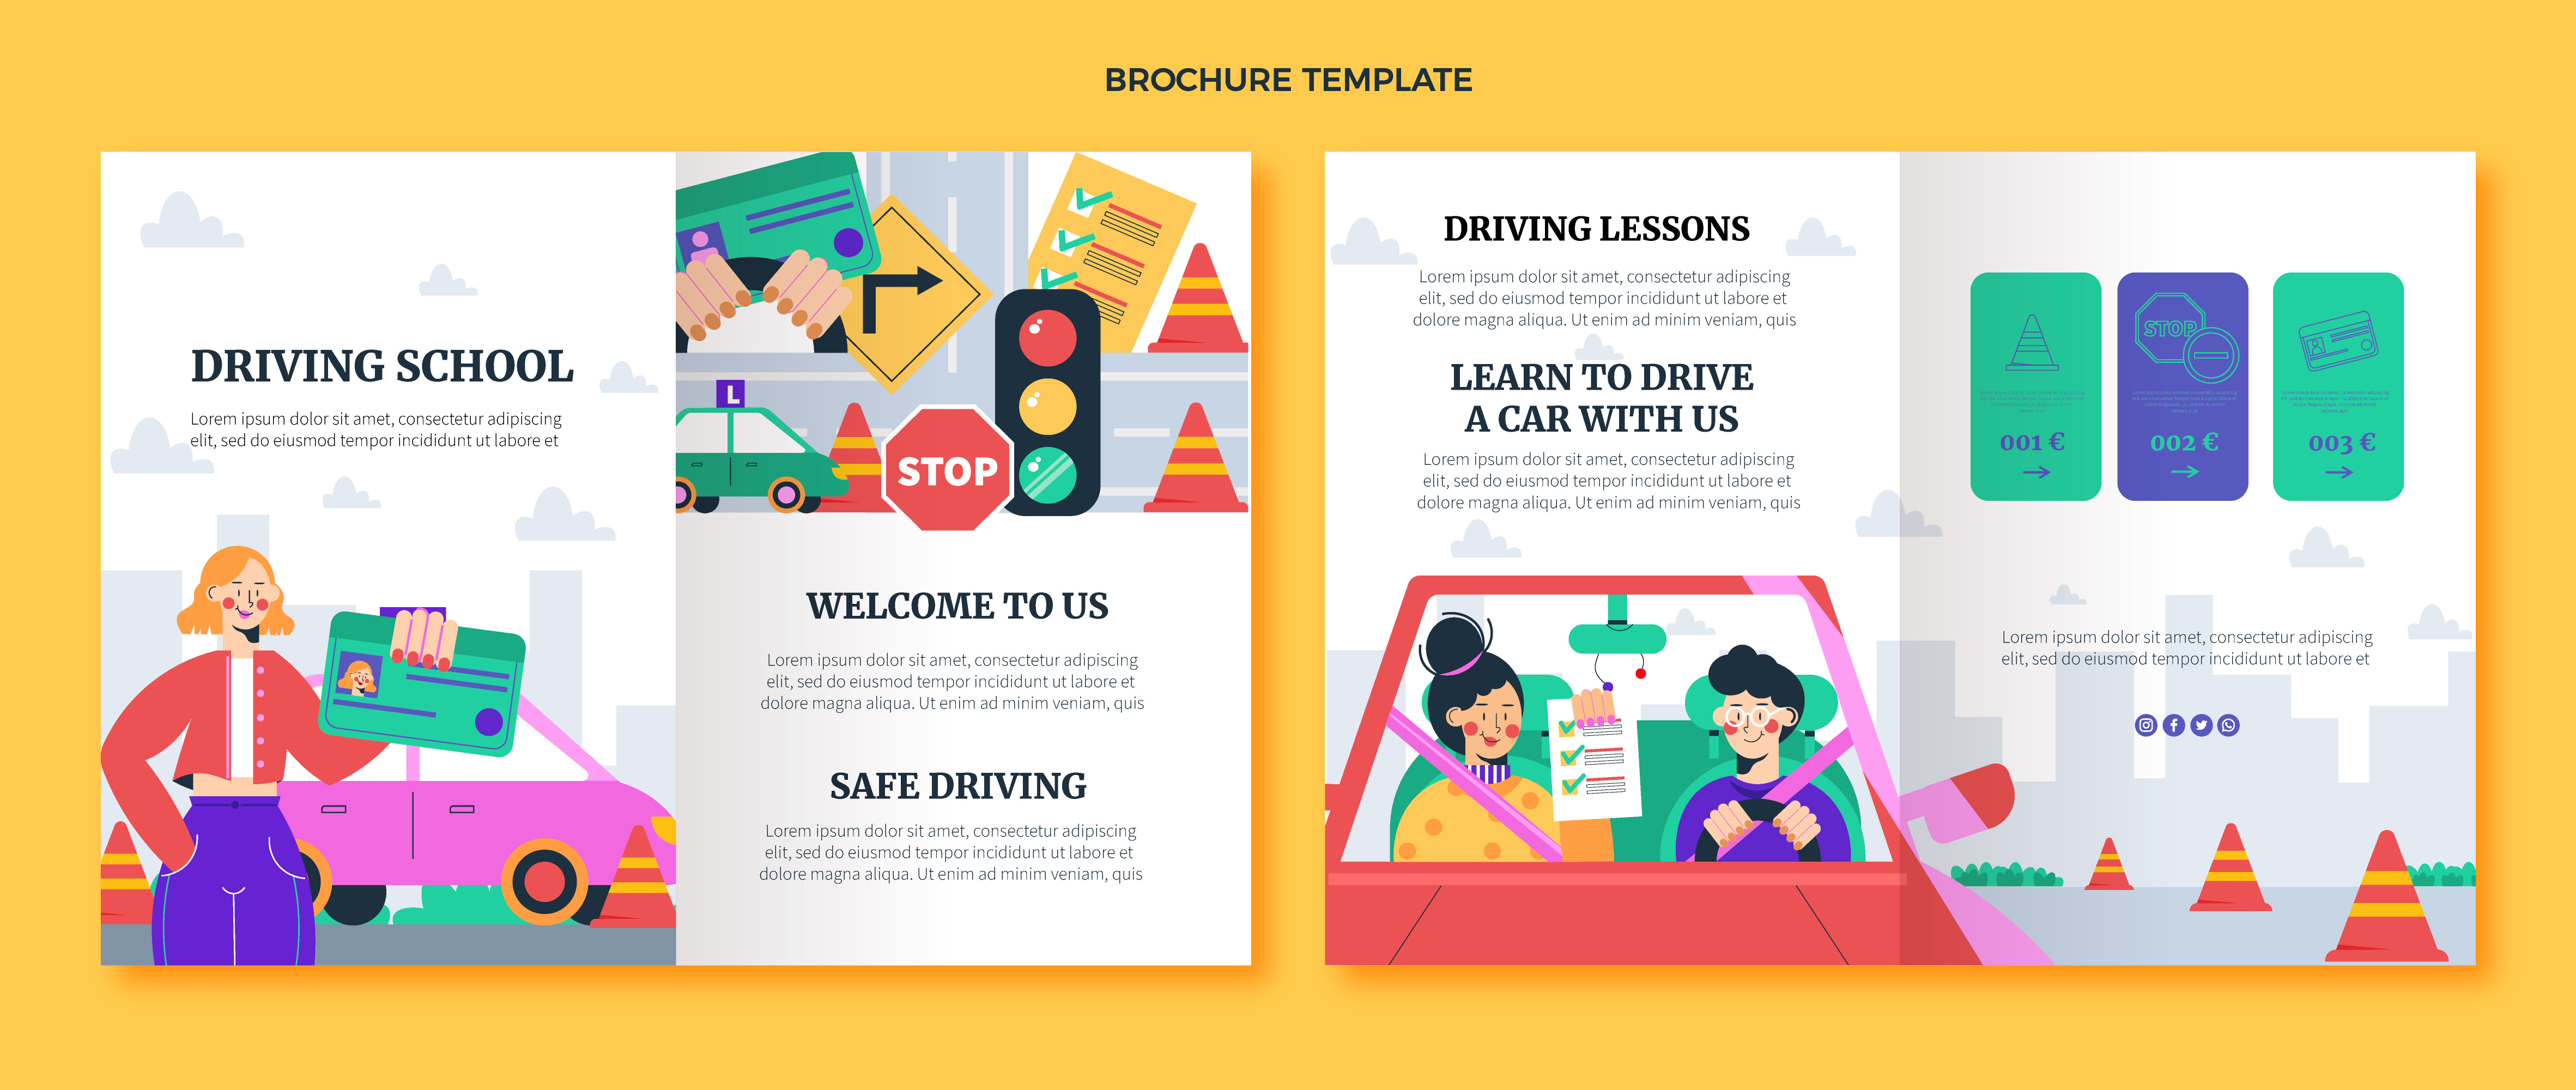 BROCHURE TEMPLATE
DRIVING SCHOOL
Lorem ipsum dolor sit amet, consectetur adipiscing
elit, sed do eiusmod tempor incididunt ut labore et
L
STOP
WELCOME TO US
Lorem ipsum dolor sit amet, consectetur adipiscing
elit, sed do eiusmod tempor incididunt ut labore et
dolore magna aliqua. Ut enim ad minim veniam, quis
SAFE DRIVING
Lorem ipsum dolor sit amet, consectetur adipiscing
elit, sed do eiusmod tempor incididunt ut labore et
dolore magna aliqua. Ut enim ad minim veniam, quis
DRIVING LESSONS
Lorem ipsum dolor sit amet, consectetur adipiscing
elit, sed do eiusmod tempor incididunt ut labore et
dolore magna aliqua. Ut enim ad minim veniam, quis
LEARN TO DRIVE
A CAR WITH US
Lorem ipsum dolor sit amet, consectetur adipiscing
elit, sed do eiusmod tempor incididunt ut labore et
dolore magna aliqua. Ut enim ad minim veniam, quis
001 €
STOP
002 €
003 €
Lorem ipsum dolor sit amet, consectetur adipiscing
elit, sed do eiusmod tempor incididunt ut labore et